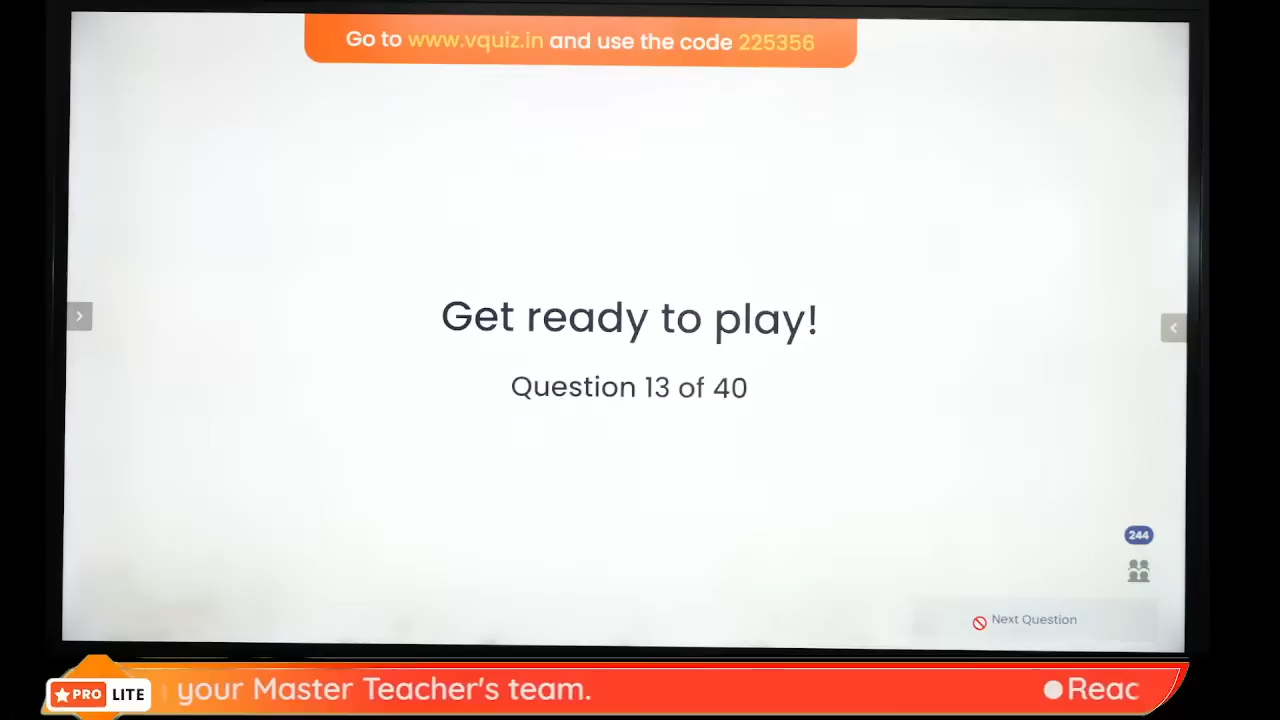 Go to www.vquiz.in and use the code 225356
Get ready to play!
Question 13 of 40
244
Next Question
PRO LITE
your Master Teacher's team.
Reac